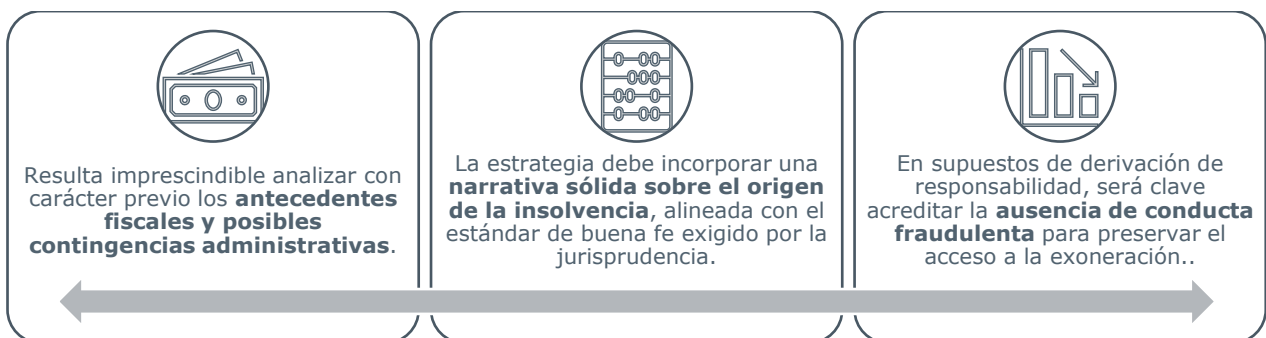 Resulta imprescindible analizar con
carácter previo los antecedentes
fiscales y posibles
contingencias administrativas.
La estrategia debe incorporar una
narrativa sólida sobre el origen
de la insolvencia, alineada con el
estándar de buena fe exigido por la
jurisprudencia.
En supuestos de derivación de
responsabilidad, será clave
acreditar la ausencia de conducta
fraudulenta para preservar el
acceso a la exoneración..